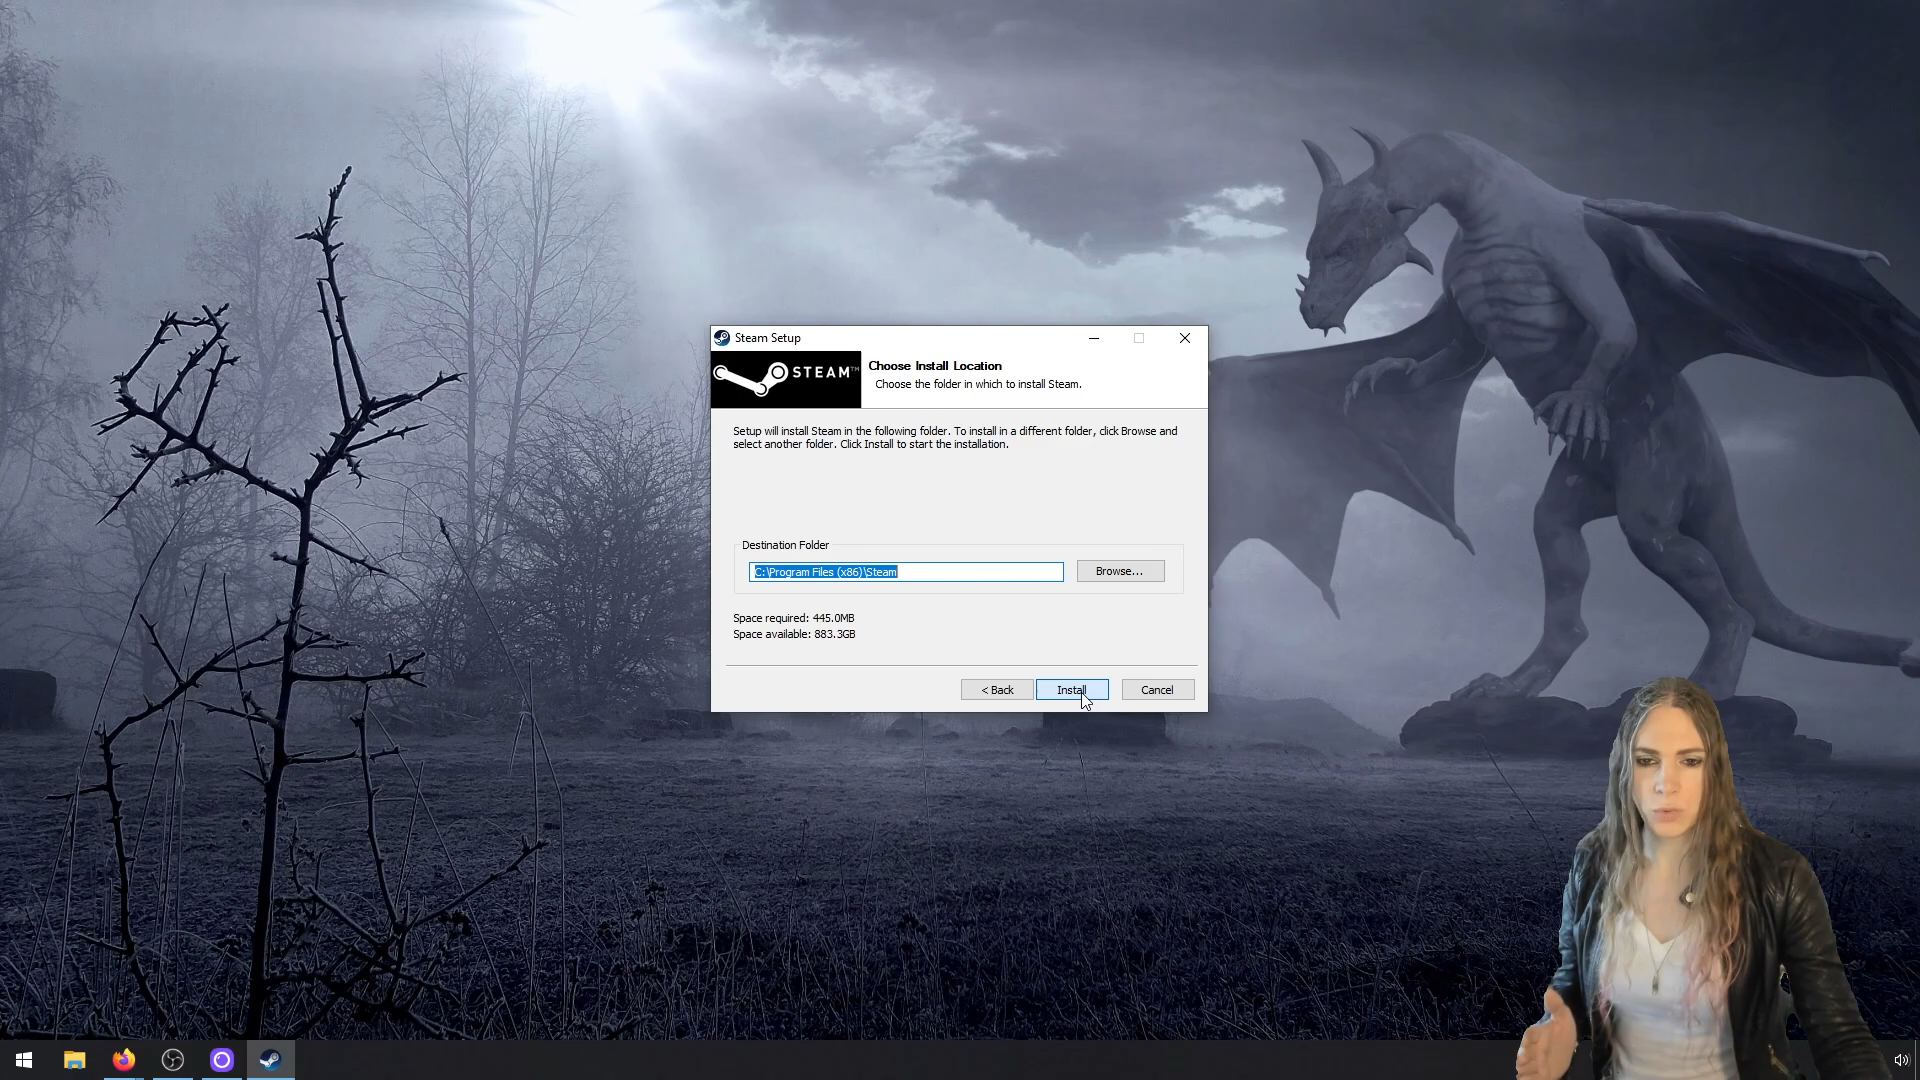 Steam Setup
STEAM™
Choose Install Location
Choose the folder in which to install Steam.
Setup will install Steam in the following folder. To install in a different folder, click Browse and
select another folder. Click Install to start the installation.
Destination Folder
C:\Program Files (x86)\Steam
Browse...
Space required: 445.0MB
Space available: 883.3GB
< Back
Install
Cancel